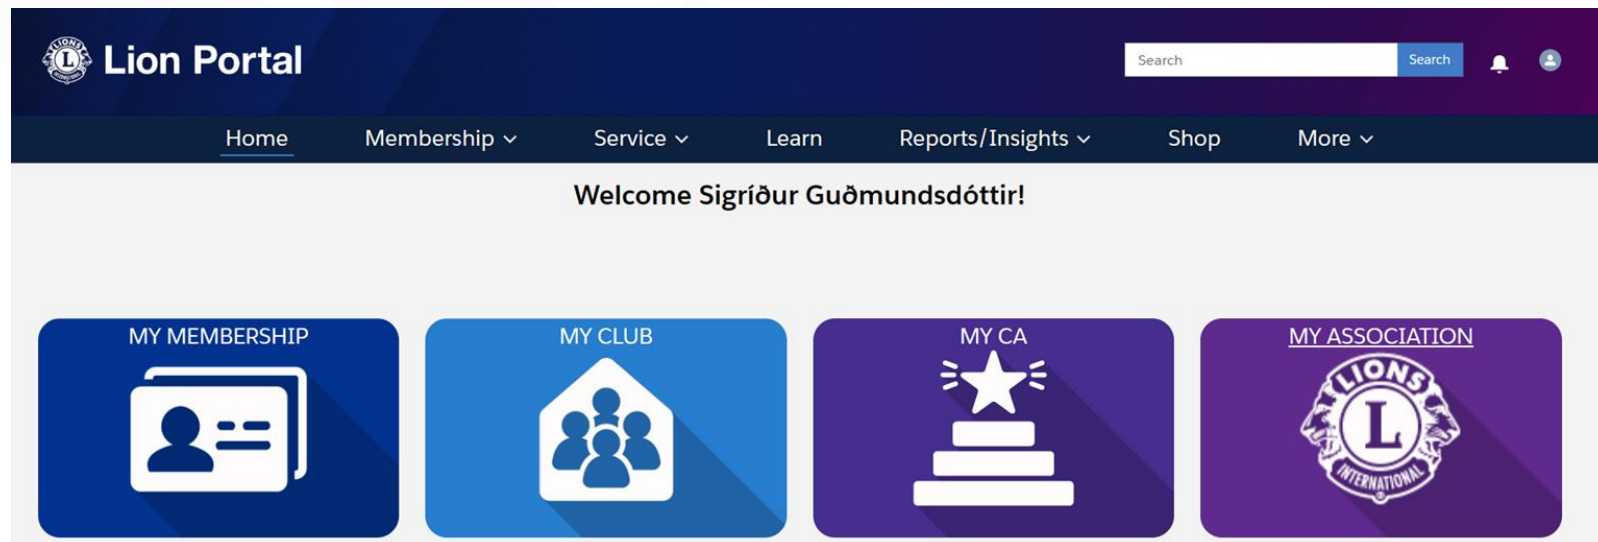 Lion Portal
Search Search
Home Membership Service Learn Reports/Insights Shop More
Welcome Sigríður Guðmundsdóttir!
MY MEMBERSHIP MY CLUB MY CA MY ASSOCIATION
LIONS
L
INTERNATIONAL